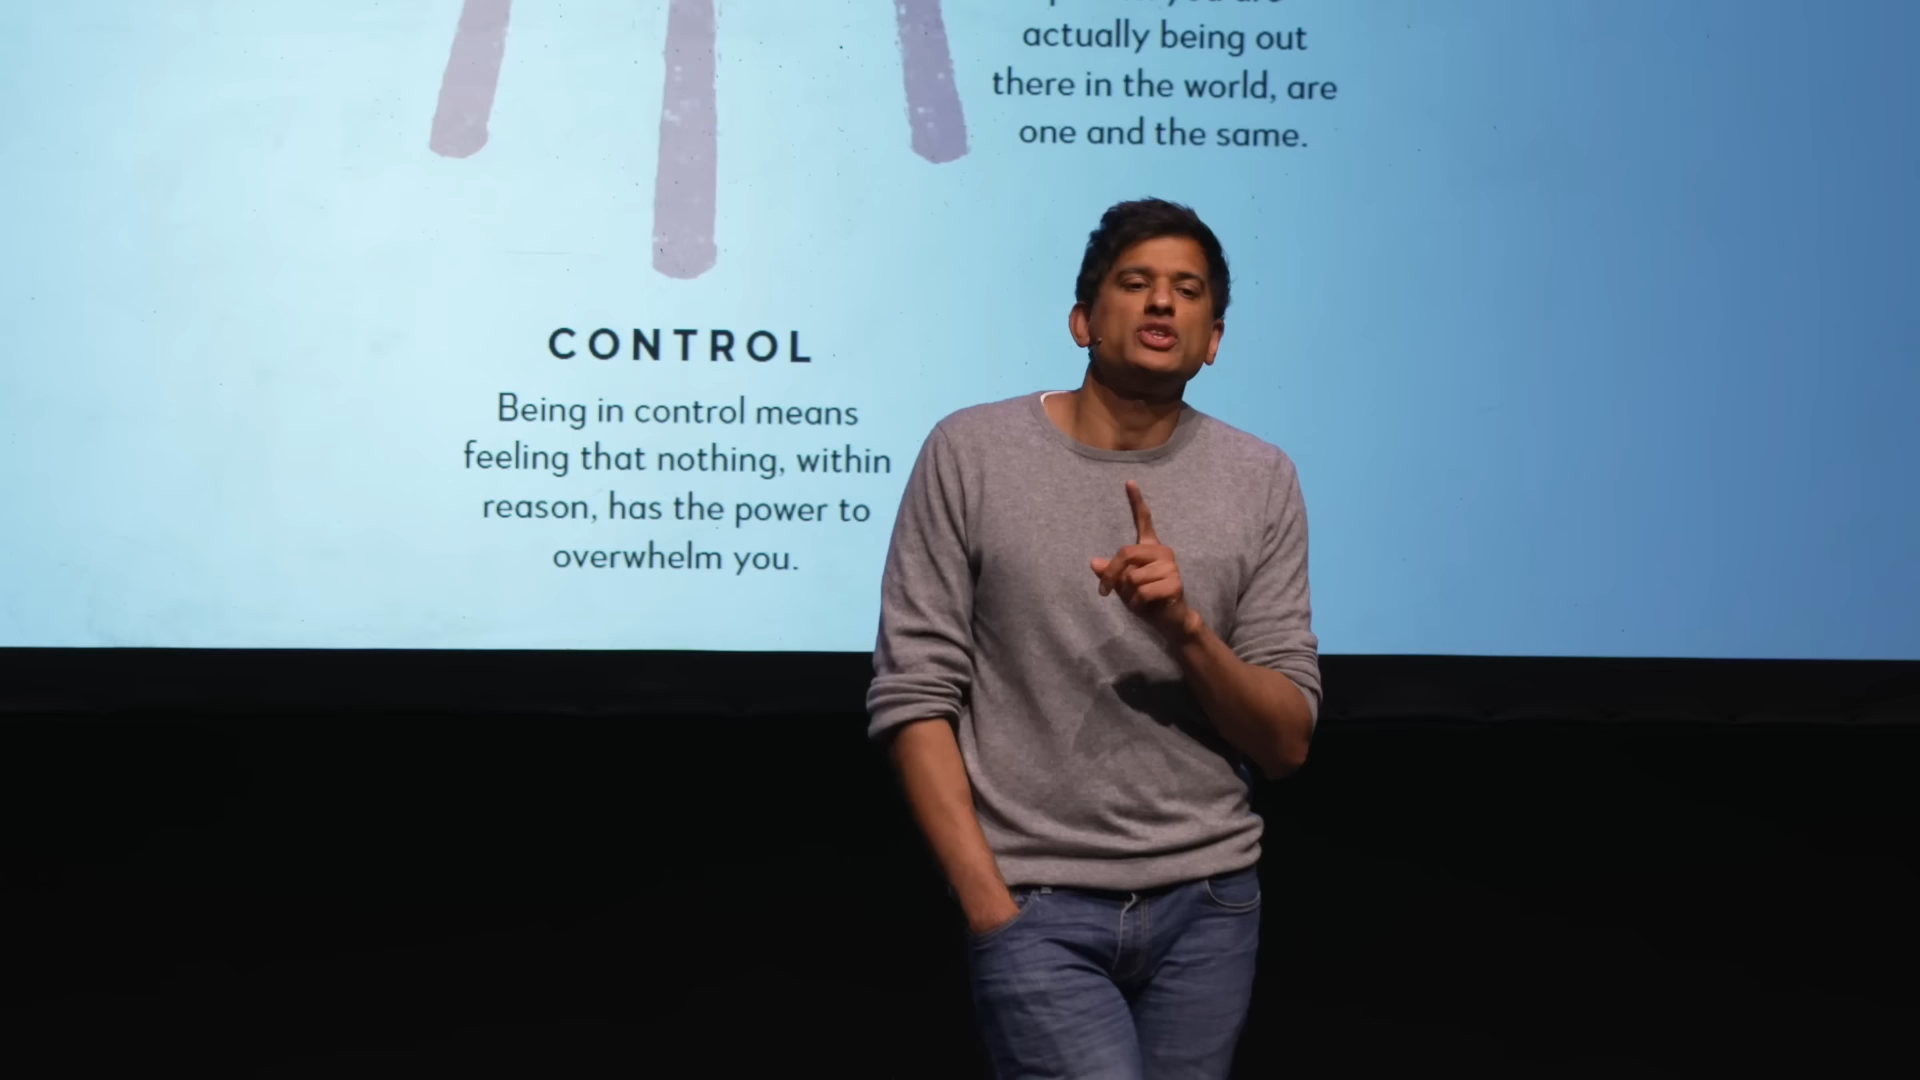 actually being out
there in the world, are
one and the same.
CONTROL
Being in control means
feeling that nothing, within
reason, has the power to
overwhelm you.